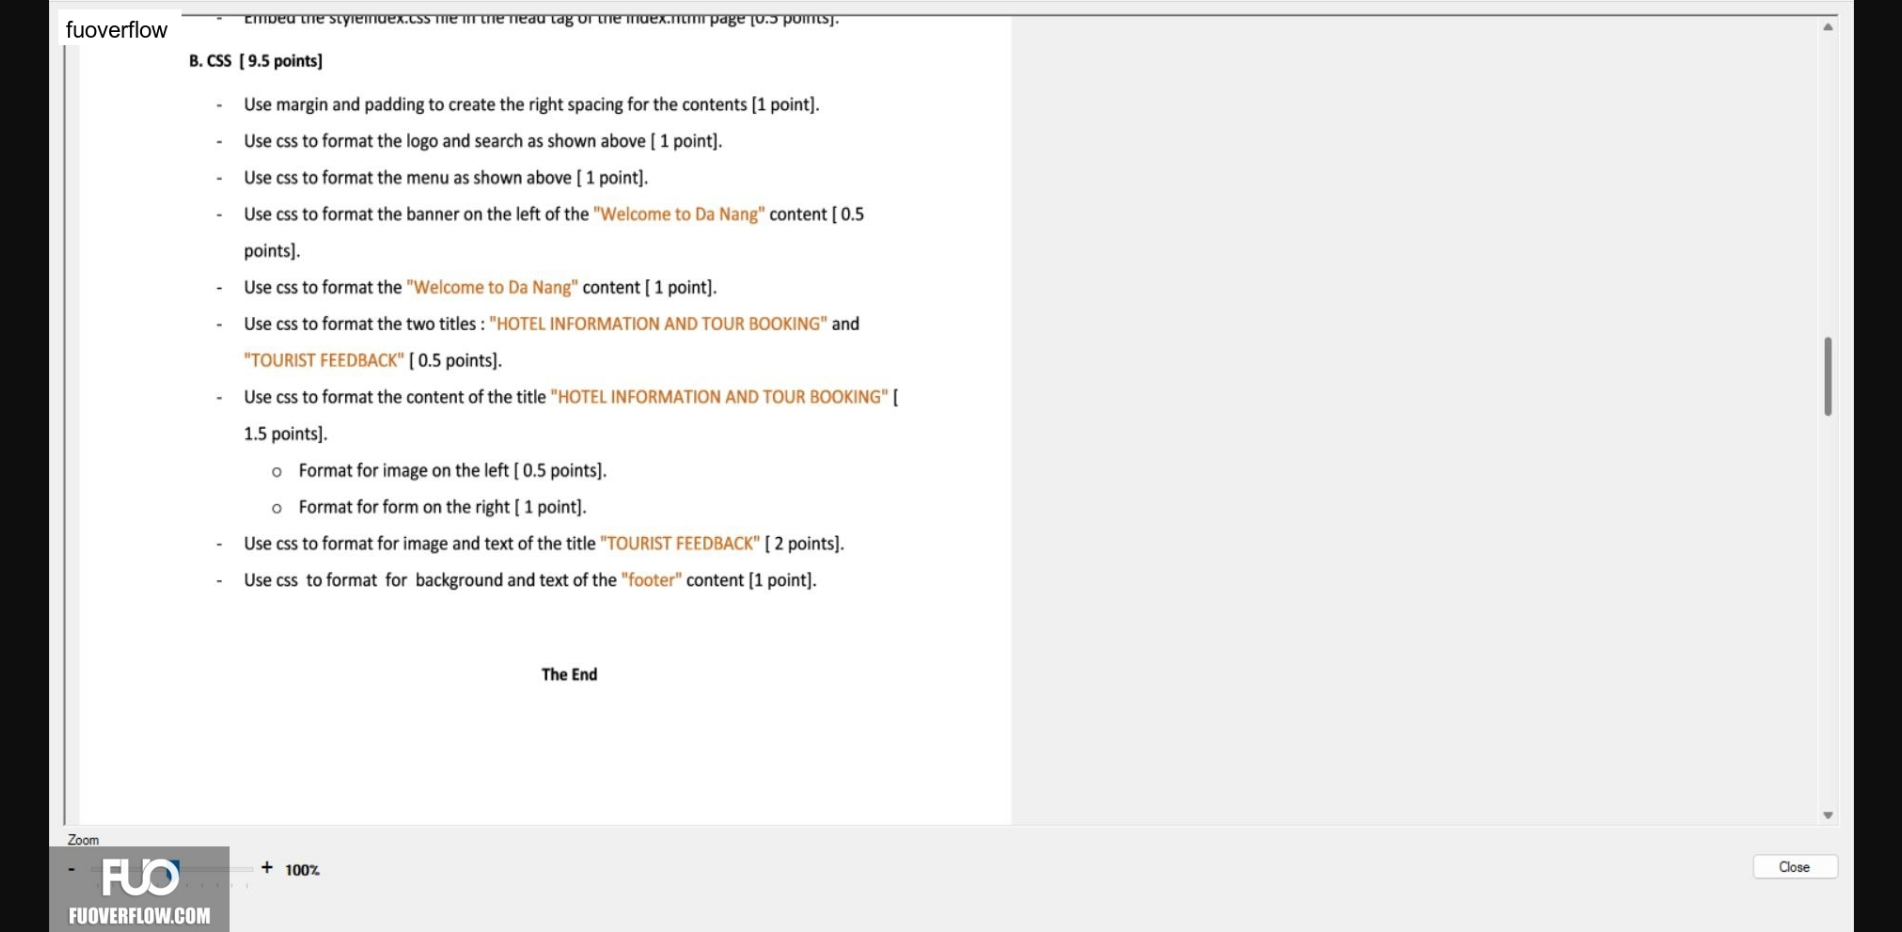 fuoverflow
- Embed the styleindex.css file in the head tag of the index.html page [0.5 points].
B. CSS [ 9.5 points]
- Use margin and padding to create the right spacing for the contents [1 point].
- Use css to format the logo and search as shown above [ 1 point].
- Use css to format the menu as shown above [ 1 point].
- Use css to format the banner on the left of the "Welcome to Da Nang" content [ 0.5
points].
- Use css to format the "Welcome to Da Nang" content [ 1 point].
- Use css to format the two titles : "HOTEL INFORMATION AND TOUR BOOKING" and
"TOURIST FEEDBACK" [ 0.5 points].
- Use css to format the content of the title "HOTEL INFORMATION AND TOUR BOOKING" [
1.5 points].
o Format for image on the left [ 0.5 points].
o Format for form on the right [ 1 point].
- Use css to format for image and text of the title "TOURIST FEEDBACK" [ 2 points].
- Use css to format for background and text of the "footer" content [1 point].
The End
Zoom
- + 100%
Close
FUO
FUOVERFLOW.COM